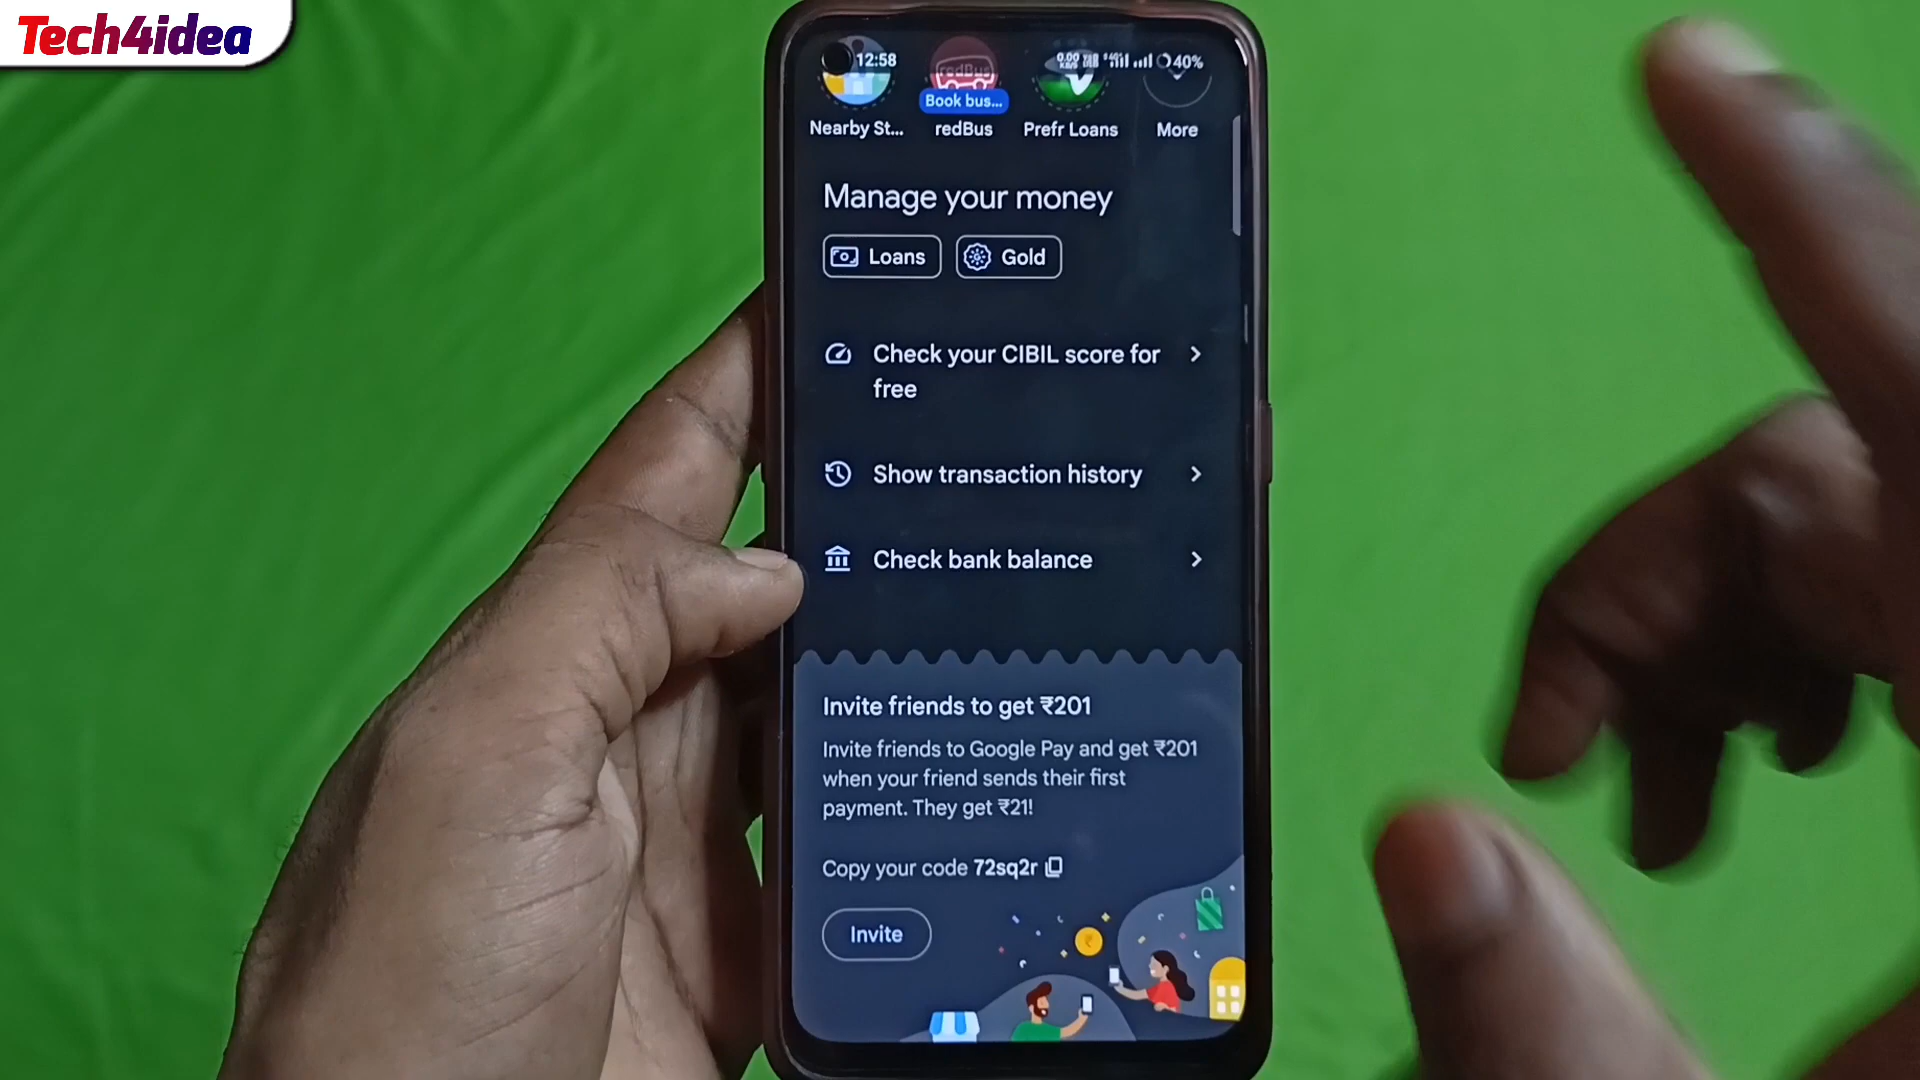 Tech4idea
12:58
40%
redBus
Book bus...
Nearby St... redBus Prefr Loans More
Manage your money
Loans Gold
Check your CIBIL score for
free
Show transaction history
Check bank balance
Invite friends to get ₹201
Invite friends to Google Pay and get ₹201
when your friend sends their first
payment. They get ₹21!
Copy your code 72sq2r
Invite